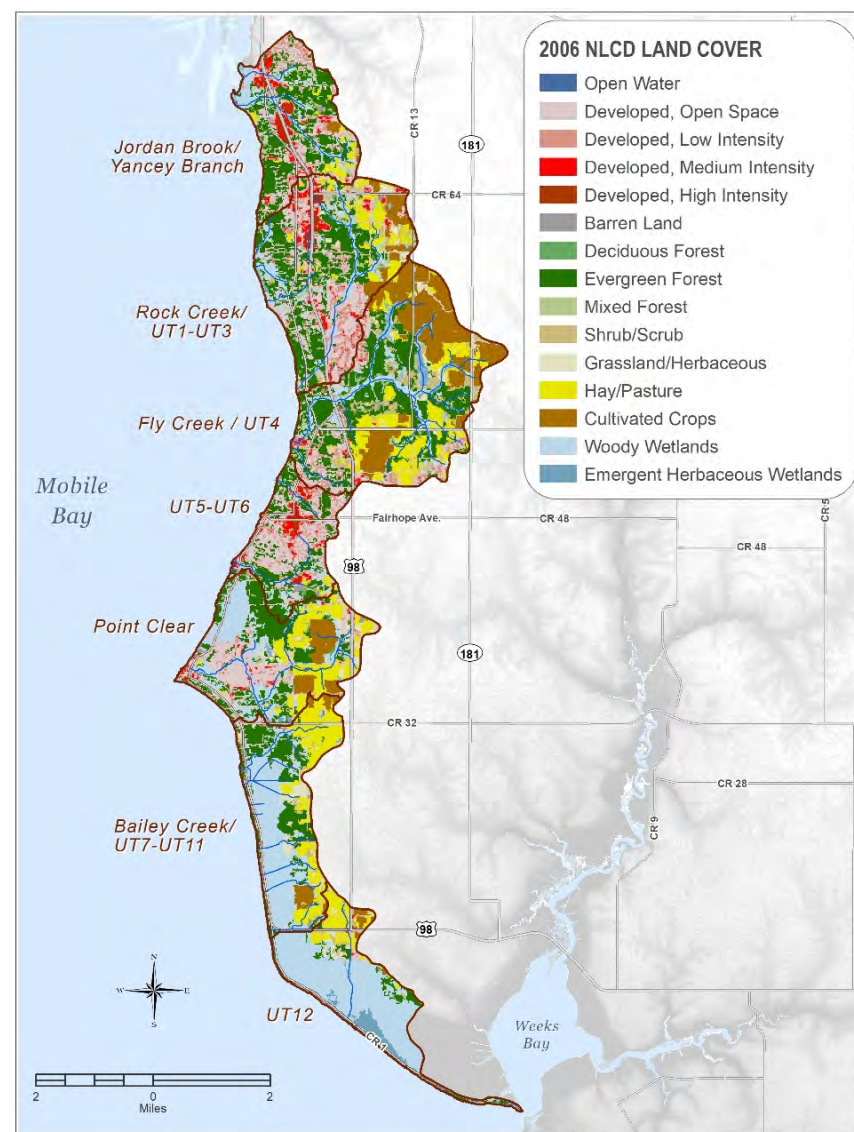 2006 NLCD LAND COVER
Open Water
Developed, Open Space
Developed, Low Intensity
Developed, Medium Intensity
Developed, High Intensity
Barren Land
Deciduous Forest
Evergreen Forest
Mixed Forest
Shrub/Scrub
Grassland/Herbaceous
Hay/Pasture
Cultivated Crops
Woody Wetlands
Emergent Herbaceous Wetlands
CR 13
181
Jordan Brook/
Yancey Branch
CR 64
Rock Creek/
UT1-UT3
Fly Creek / UT4
Mobile
Bay
UT5-UT6
Fairhope Ave.
CR 48
CR 5
CR 48
98
Point Clear
181
CR 32
CR 28
CR 9
Bailey Creek/
UT7-UT11
98
N
W
E
S
UT12
CR 1
Weeks
Bay
2
0
2
Miles